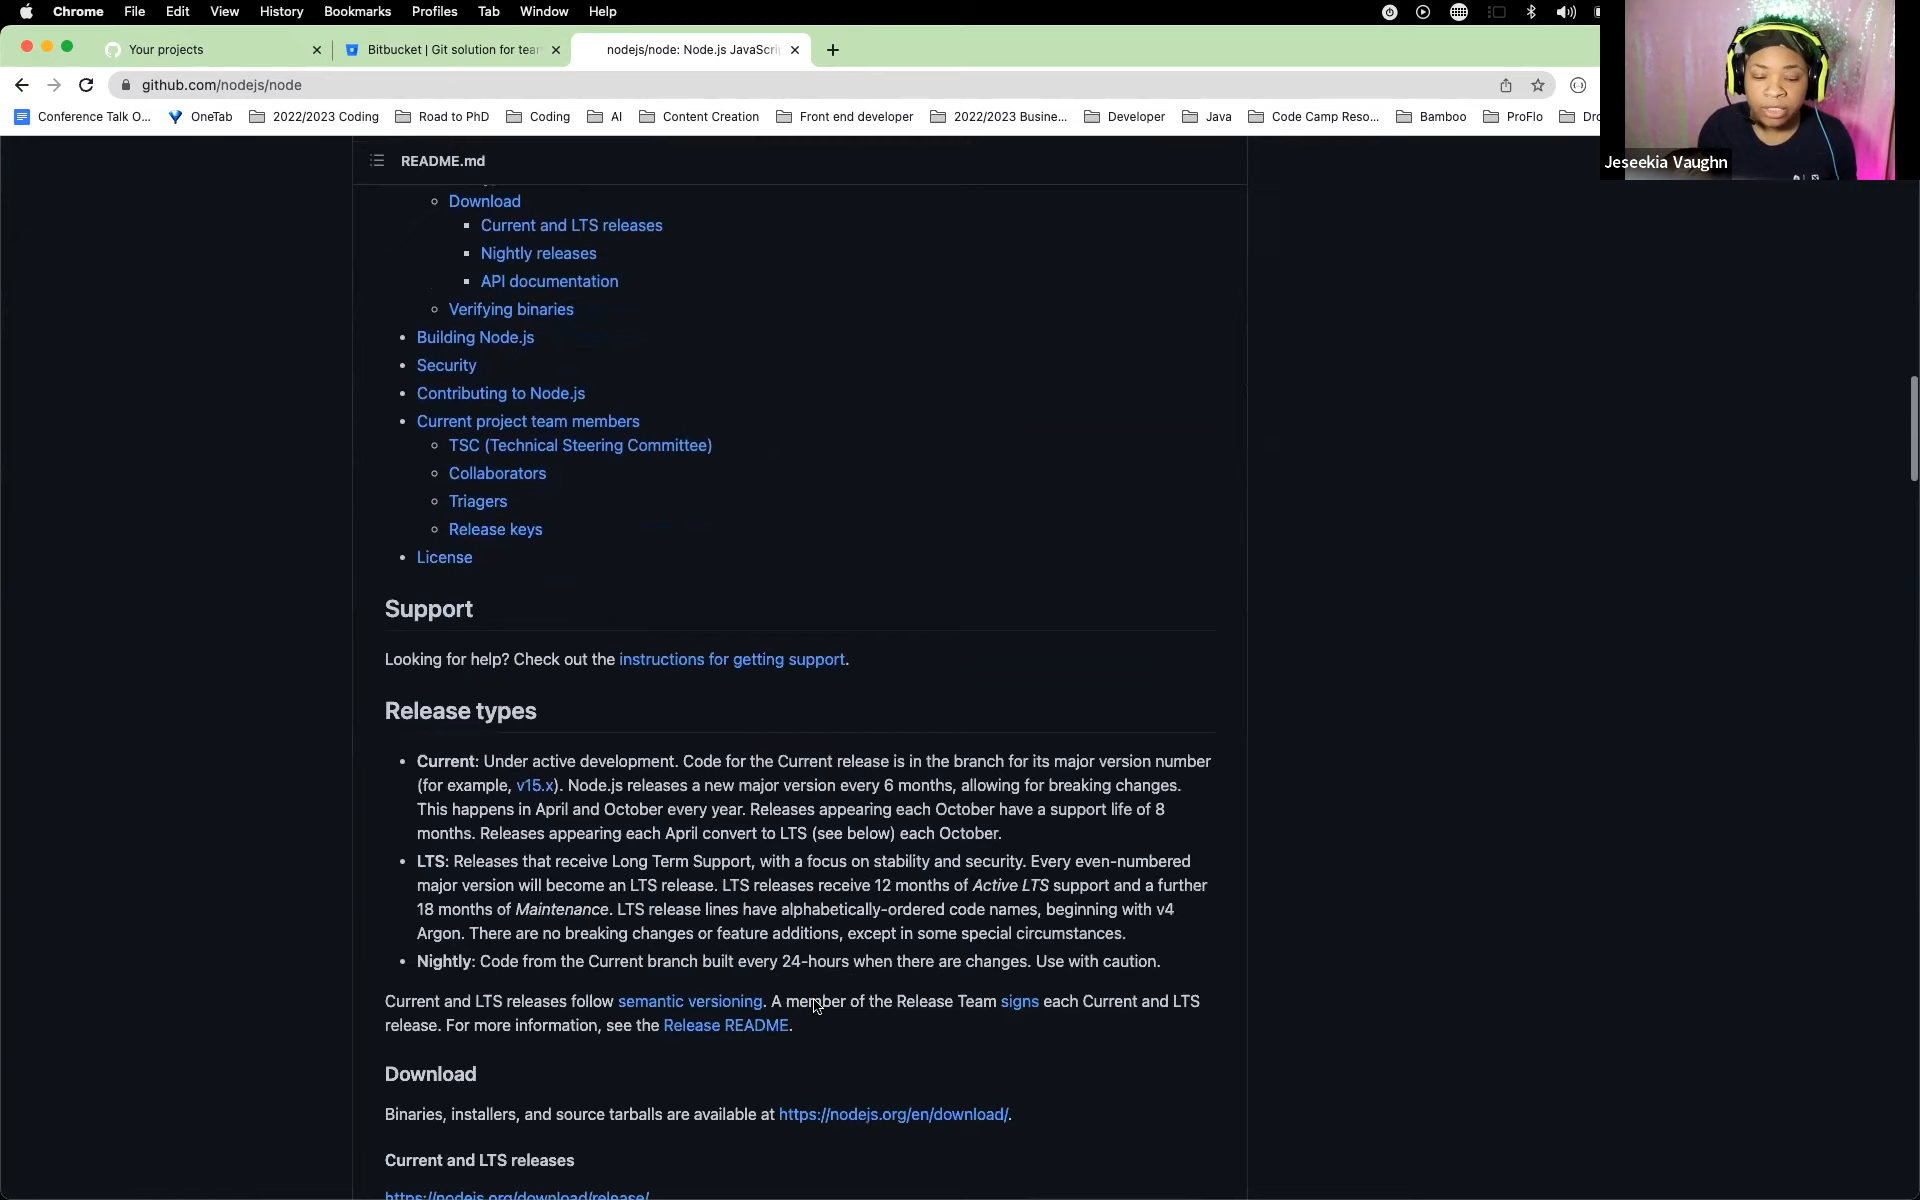 Chrome File Edit View History Bookmarks Profiles Tab Window Help
Your projects Bitbucket | Git solution for tea nodejs/node: Node.js JavaScri
github.com/nodejs/node
Conference Talk O... OneTab 2022/2023 Coding Road to PhD Coding AI Content Creation Front end developer 2022/2023 Busine... Developer Java Code Camp Reso... Bamboo ProFlo Dro
Jeseekia Vaughn
README.md
Download
Current and LTS releases
Nightly releases
API documentation
Verifying binaries
Building Node.js
Security
Contributing to Node.js
Current project team members
TSC (Technical Steering Committee)
Collaborators
Triagers
Release keys
License
Support
Looking for help? Check out the instructions for getting support.
Release types
Current: Under active development. Code for the Current release is in the branch for its major version number
(for example, v15.x). Node.js releases a new major version every 6 months, allowing for breaking changes.
This happens in April and October every year. Releases appearing each October have a support life of 8
months. Releases appearing each April convert to LTS (see below) each October.
LTS: Releases that receive Long Term Support, with a focus on stability and security. Every even-numbered
major version will become an LTS release. LTS releases receive 12 months of Active LTS support and a further
18 months of Maintenance. LTS release lines have alphabetically-ordered code names, beginning with v4
Argon. There are no breaking changes or feature additions, except in some special circumstances.
Nightly: Code from the Current branch built every 24-hours when there are changes. Use with caution.
Current and LTS releases follow semantic versioning. A member of the Release Team signs each Current and LTS
release. For more information, see the Release README.
Download
Binaries, installers, and source tarballs are available at https://nodejs.org/en/download/.
Current and LTS releases
https://nodejs.org/download/release/